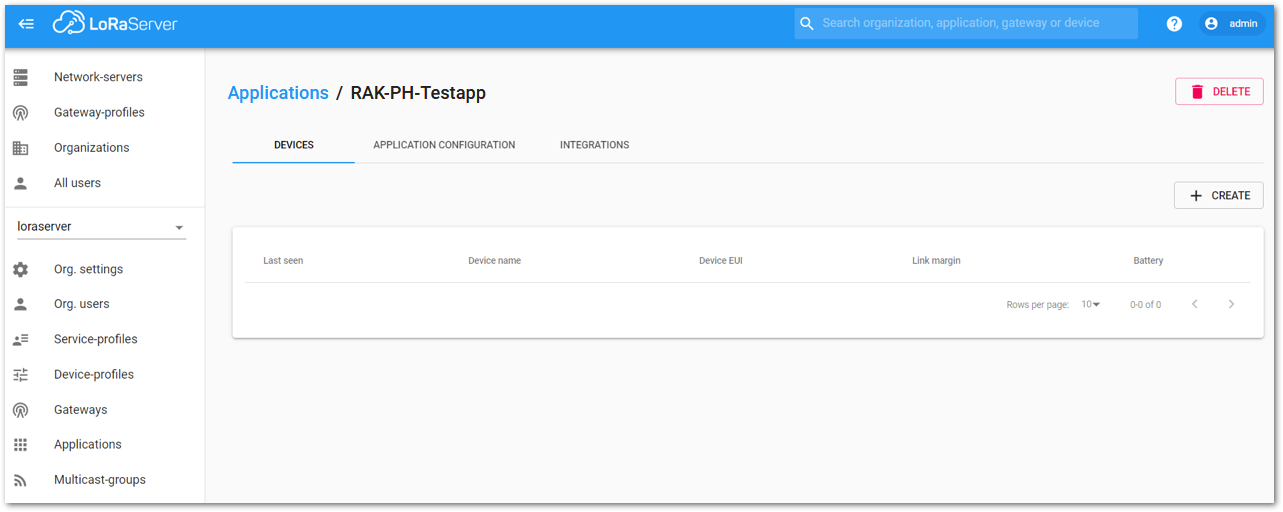 LoRaServer
Search organization, application, gateway or device
? admin
Network-servers
Gateway-profiles
Organizations
All users
loraserver
Org. settings
Org. users
Service-profiles
Device-profiles
Gateways
Applications
Multicast-groups
Applications / RAK-PH-Testapp
DELETE
DEVICES APPLICATION CONFIGURATION INTEGRATIONS
+ CREATE
Last seen Device name Device EUI Link margin Battery
Rows per page: 10 0-0 of 0 < >